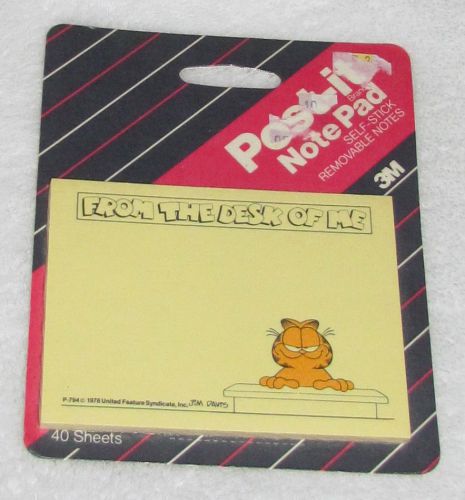 Post-it
Brand
Note Pad
SELF-STICK
REMOVABLE NOTES
3M
FROM THE DESK OF ME
P-794 © 1978 United Feature Syndicate, Inc. JIM DAVIS
40 Sheets